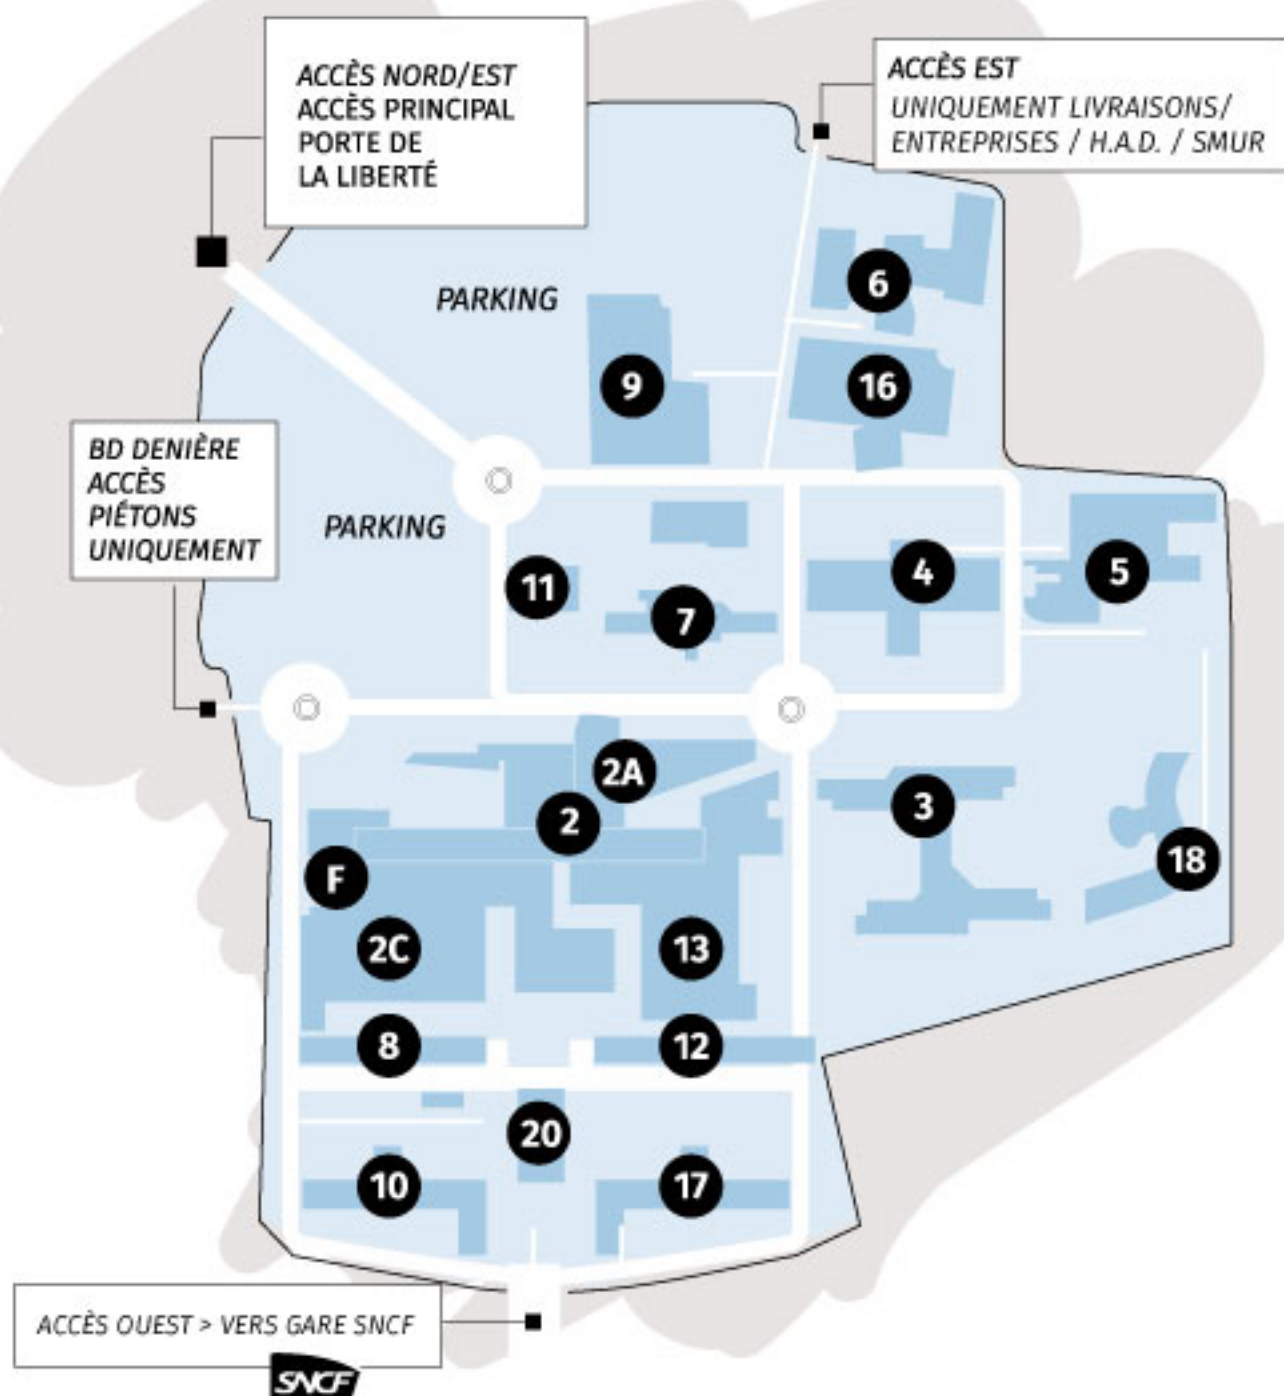 ACCÈS NORD/EST
ACCÈS PRINCIPAL
PORTE DE
LA LIBERTÉ
ACCÈS EST
UNIQUEMENT LIVRAISONS/
ENTREPRISES / H.A.D. / SMUR
PARKING
6
9
16
BD DENIÈRE
ACCÈS
PIÉTONS
UNIQUEMENT
PARKING
11
7
4
5
2A
2
3
F
18
2C
13
8
12
20
10
17
ACCÈS OUEST > VERS GARE SNCF
SNCF